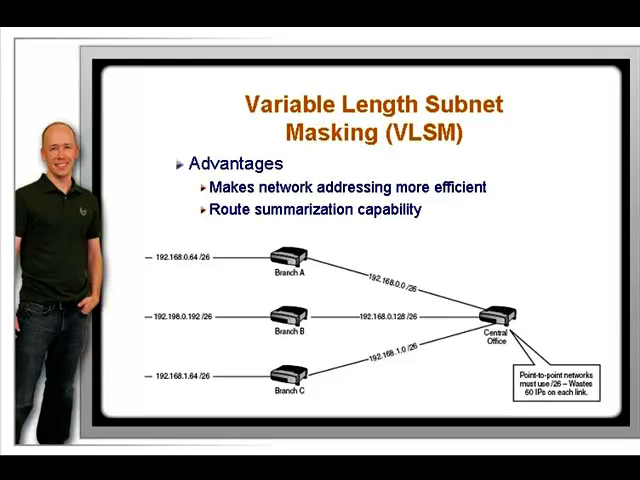 Variable Length Subnet
Masking (VLSM)
Advantages
Makes network addressing more efficient
Route summarization capability
192.168.0.64 /26
Branch A
192.168.0.0 /26
192.198.0.192 /26
Branch B
192.168.0.128 /26
Central
Office
192.168.1.0 /26
192.168.1.64 /26
Branch C
Point-to-point networks
must use /26 – Wastes
60 IPs on each link.